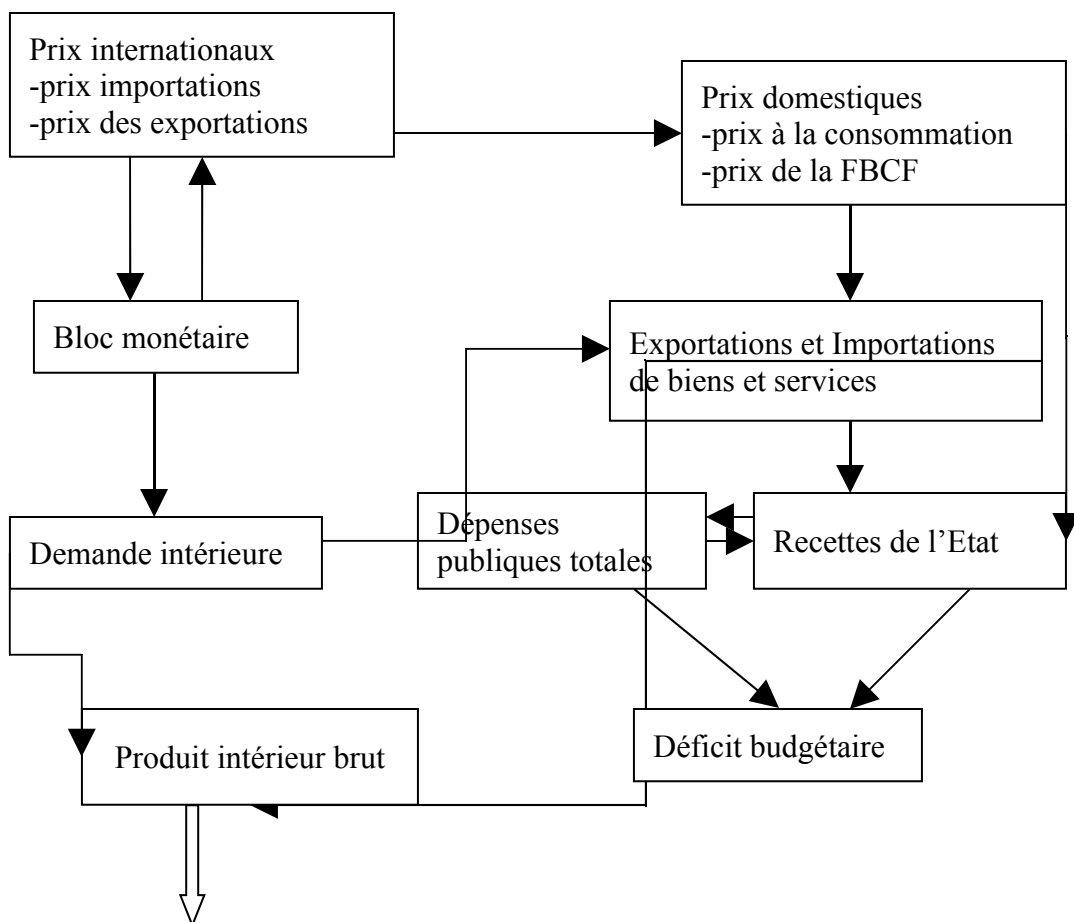 Prix internationaux
-prix importations
-prix des exportations
Prix domestiques
-prix à la consommation
-prix de la FBCF
Bloc monétaire
Exportations et Importations
de biens et services
Demande intérieure
Dépenses
publiques totales
Recettes de l’Etat
Produit intérieur brut
Déficit budgétaire